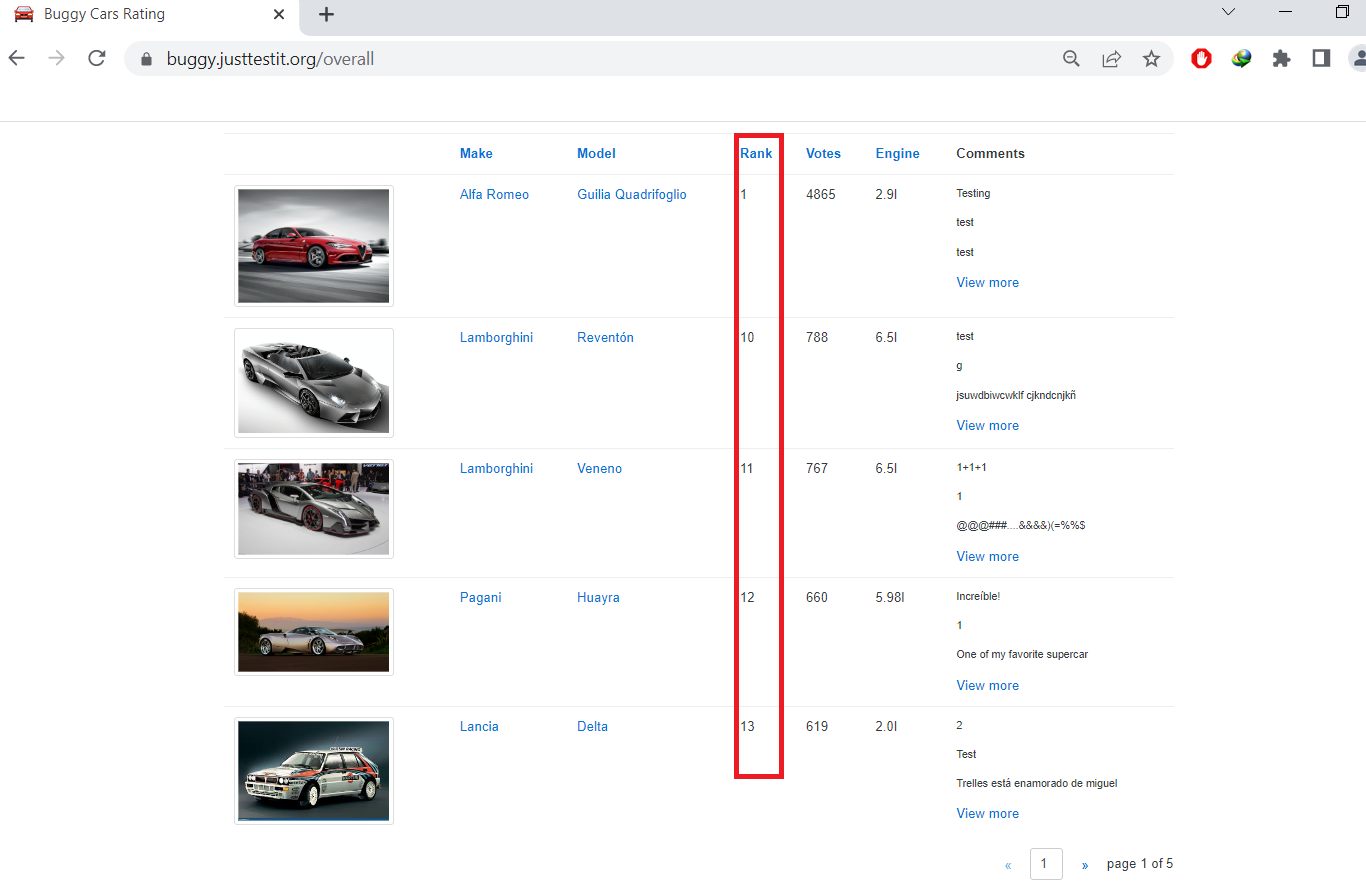 Buggy Cars Rating
buggy.justtestit.org/overall
Make Model Rank Votes Engine Comments
Alfa Romeo Guilia Quadrifoglio 1 4865 2.9l Testing
test
test
View more
Lamborghini Reventón 10 788 6.5l test
g
jsuwdbiwcwklf cjkndcnjkñ
View more
Lamborghini Veneno 11 767 6.5l 1+1+1
1
@@@###....&&&&)(=%%$
View more
Pagani Huayra 12 660 5.98l Increíble!
1
One of my favorite supercar
View more
Lancia Delta 13 619 2.0l 2
Test
Trelles está enamorado de miguel
View more
« 1 » page 1 of 5